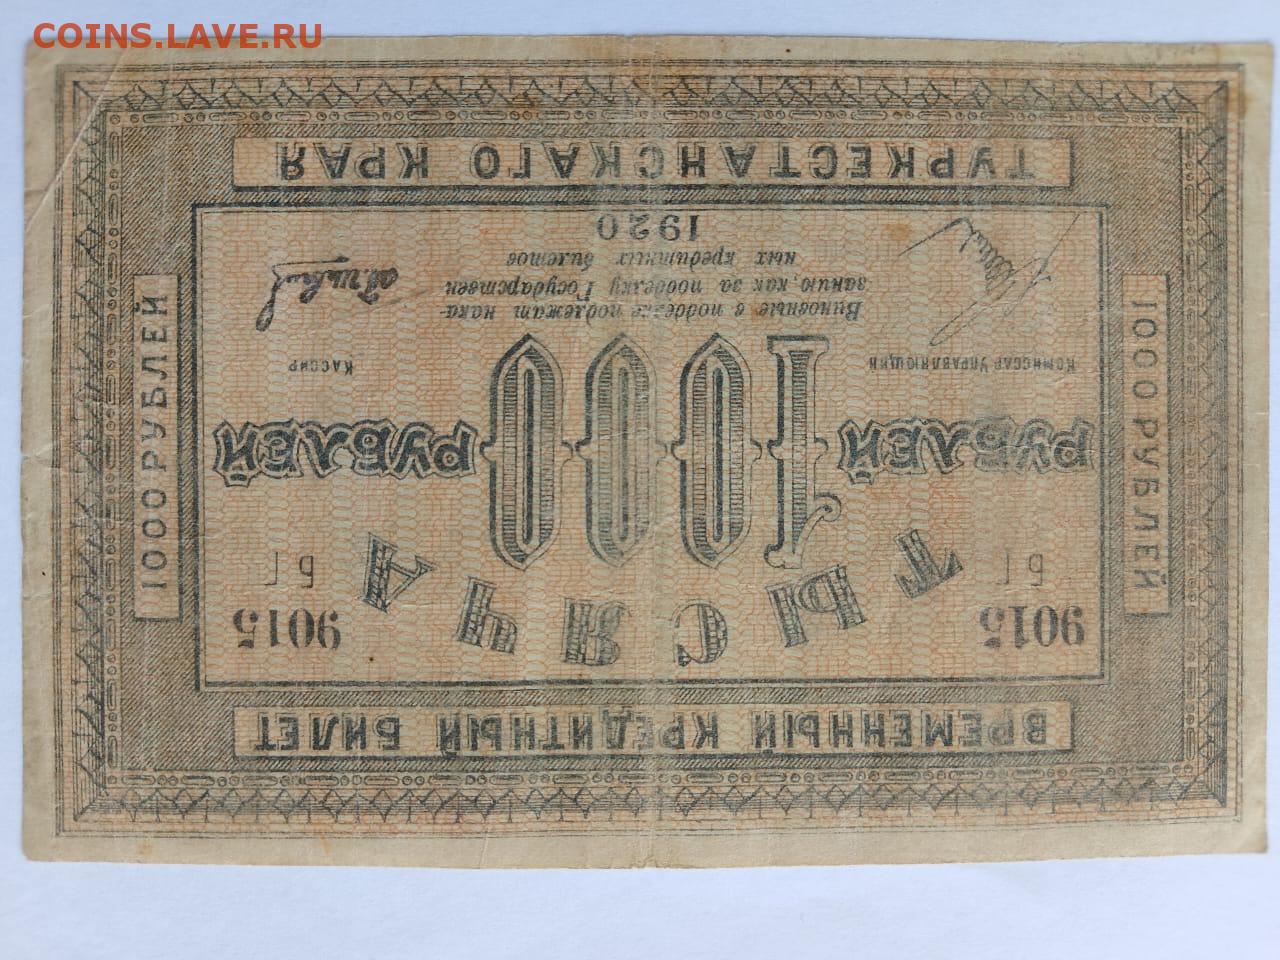 COINS.LAVE.RU
ВРЕМЕННЫЙ КРЕДИТНЫЙ БИЛЕТ
9015 9015
БГ БГ
ТЫСЯЧА
РУБЛЕЙ 1000 РУБЛЕЙ
КОМИССАР УПРАВЛЯЮЩИЙ КАССИР
Виновные в подделке подлежат нака-
занию, как за подделку Государствен
ных кредитных билетов
1920
ТУРКЕСТАНСКАГО КРАЯ
1000 РУБЛЕЙ
1000 РУБЛЕЙ